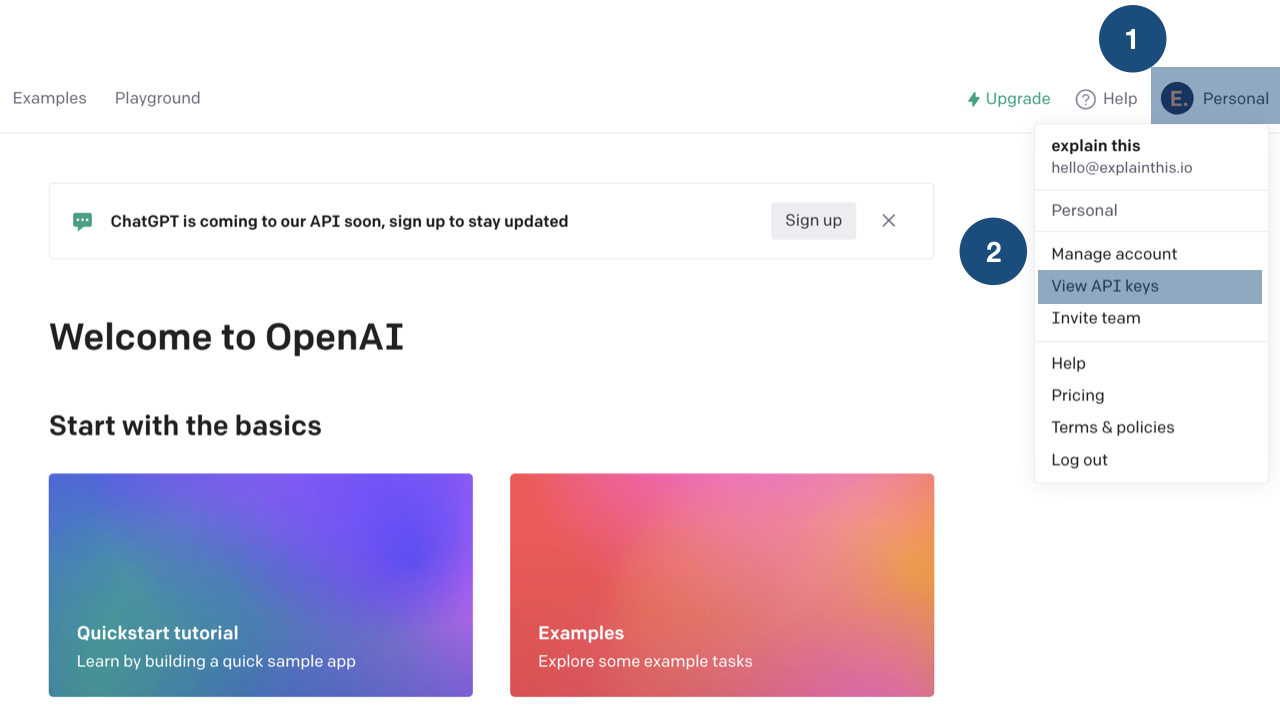 1
Examples Playground Upgrade ? Help E. Personal
explain this
hello@explainthis.io
Personal
ChatGPT is coming to our API soon, sign up to stay updated Sign up
2
Manage account
View API keys
Invite team
Welcome to OpenAI
Help
Pricing
Terms & policies
Log out
Start with the basics
Quickstart tutorial
Learn by building a quick sample app
Examples
Explore some example tasks